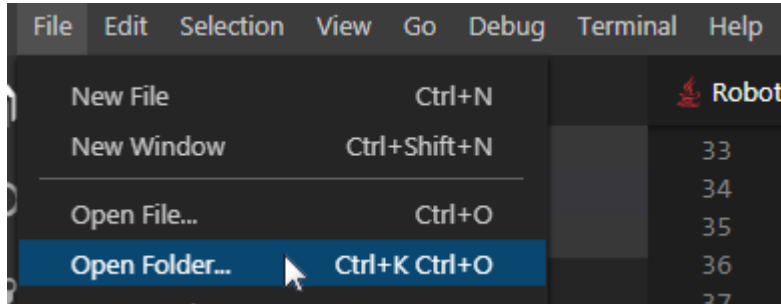 File Edit Selection View Go Debug Terminal Help
New File Ctrl+N
Robot
New Window Ctrl+Shift+N
33
34
Open File... Ctrl+O
35
Open Folder... Ctrl+K Ctrl+O
36
37